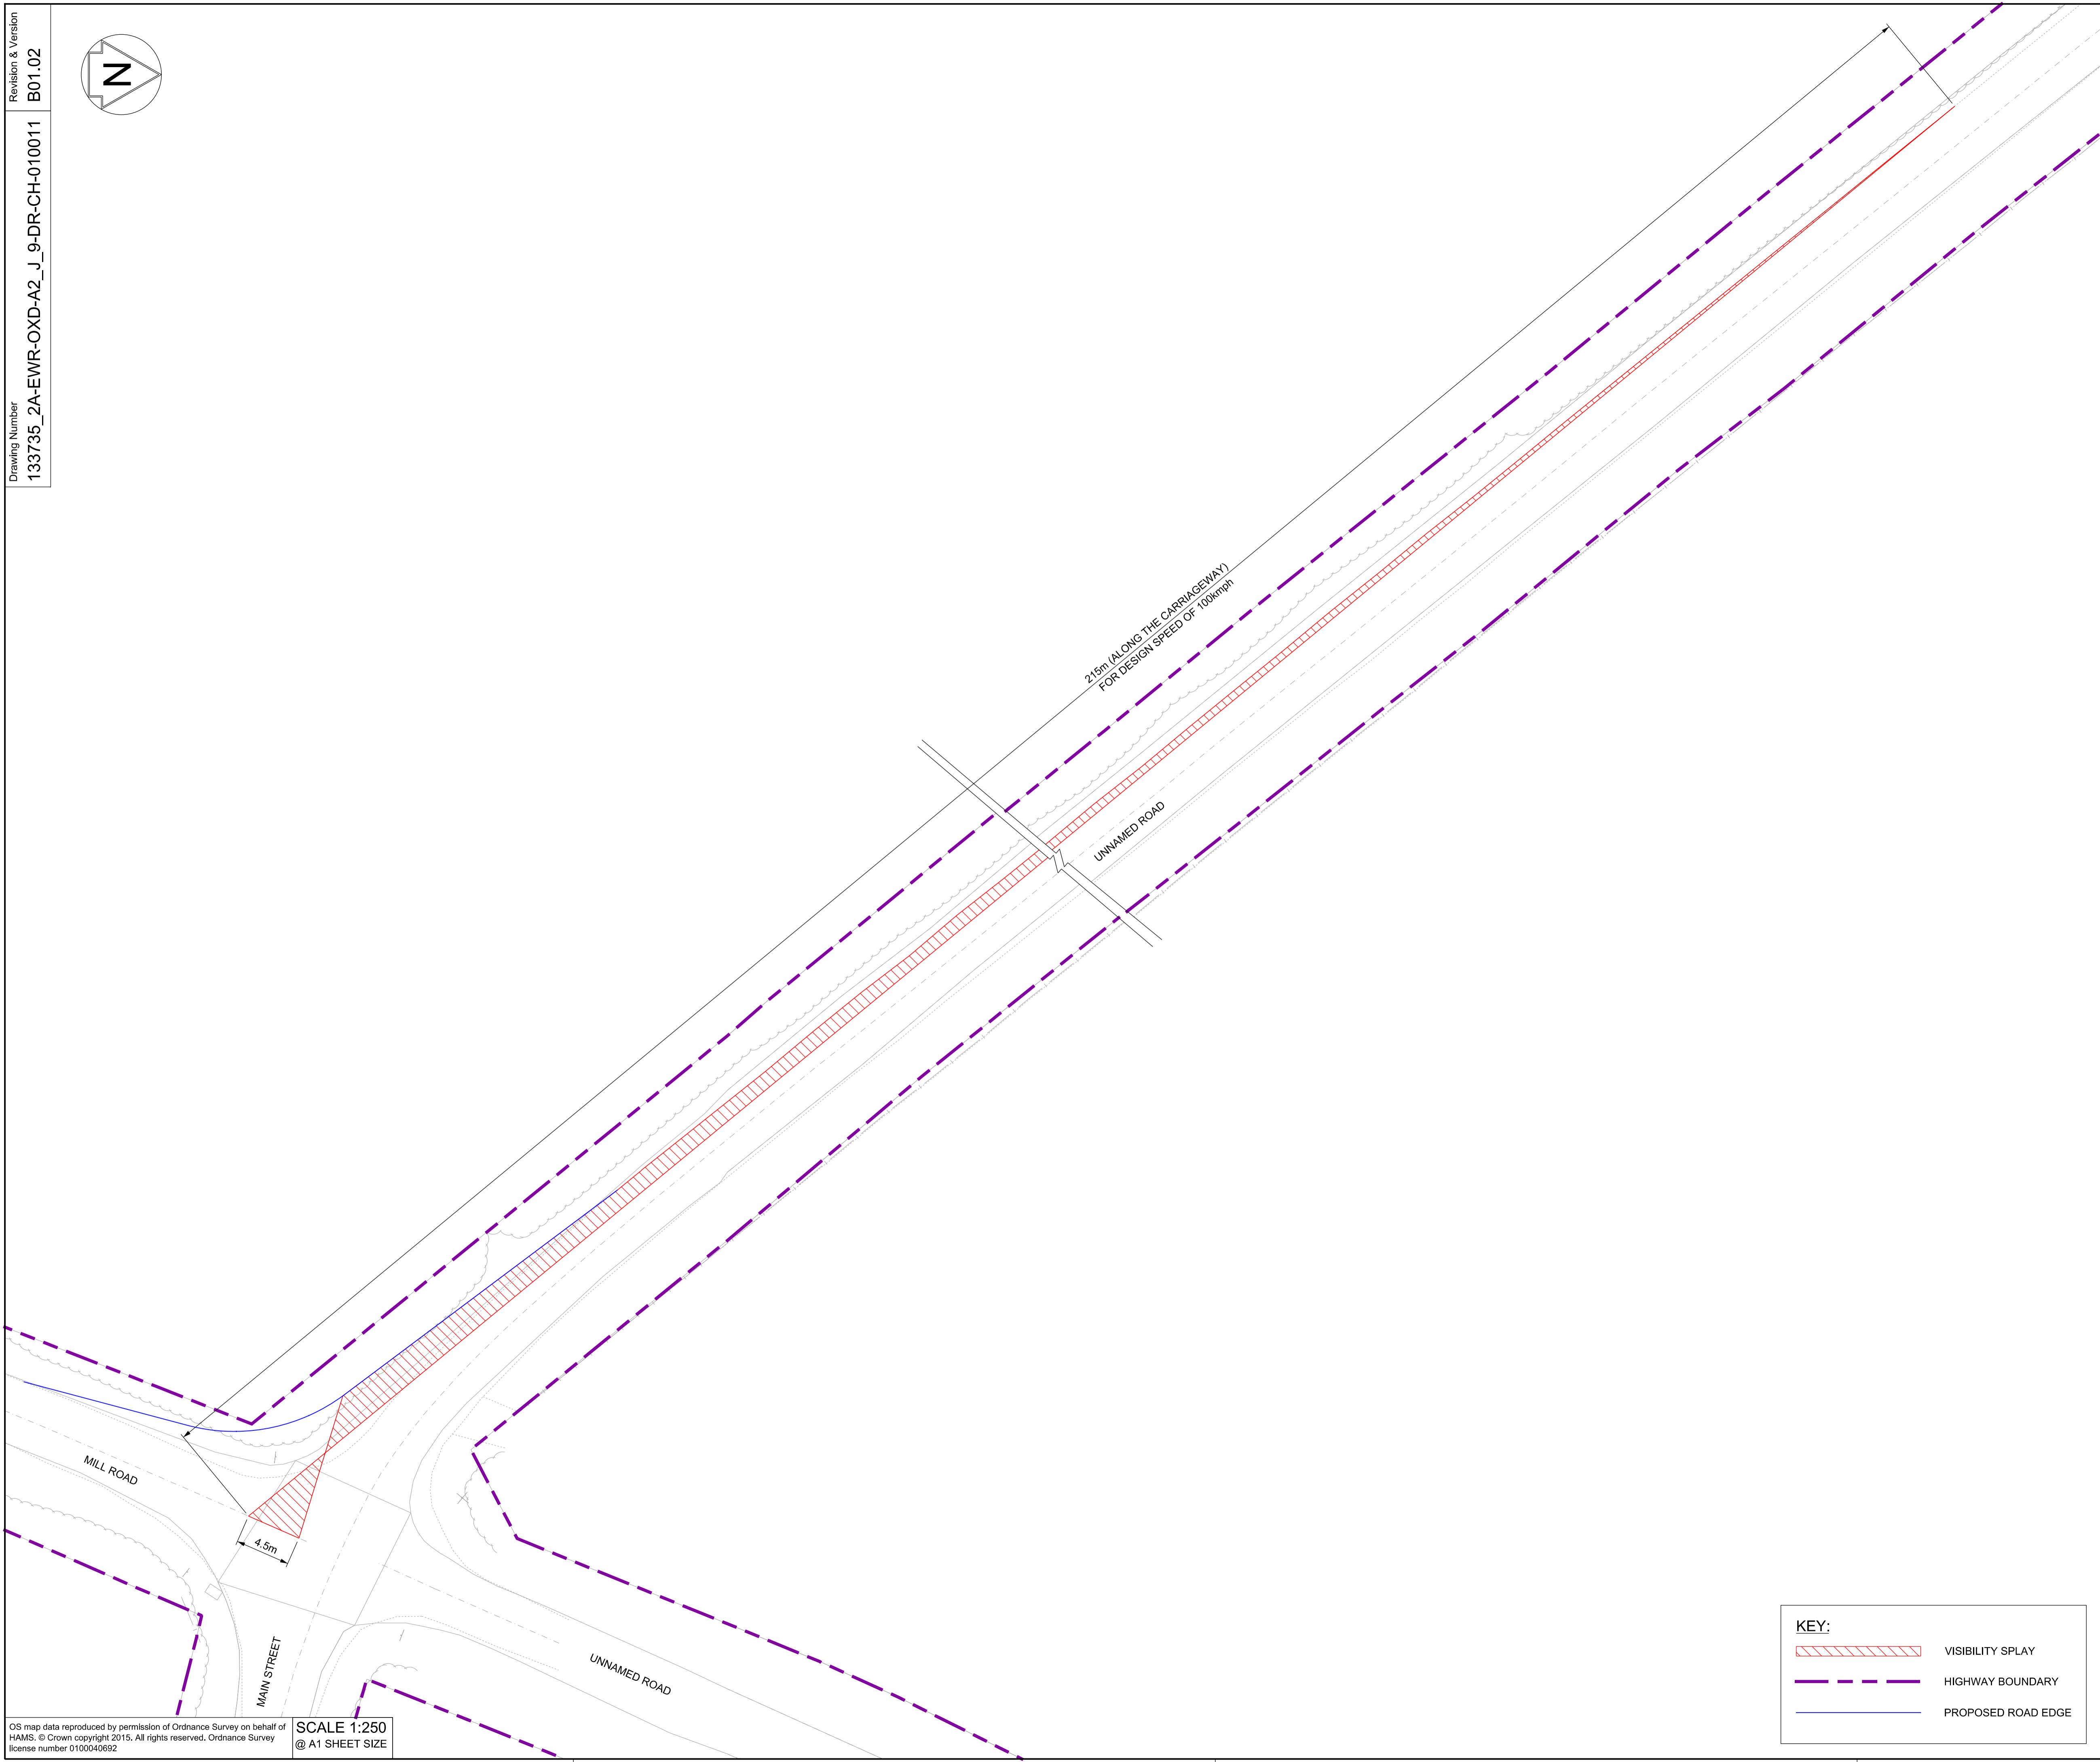 Revision & Version
B01.02
Drawing Number
133735_2A-EWR-OXD-A2_J_9-DR-CH-010011
N
215m (ALONG THE CARRIAGEWAY)
FOR DESIGN SPEED OF 100kmph
UNNAMED ROAD
MILL ROAD
4.5m
MAIN STREET
UNNAMED ROAD
KEY:
VISIBILITY SPLAY
HIGHWAY BOUNDARY
PROPOSED ROAD EDGE
OS map data reproduced by permission of Ordnance Survey on behalf of
HAMS. © Crown copyright 2015. All rights reserved. Ordnance Survey
license number 0100040692
SCALE 1:250
@ A1 SHEET SIZE